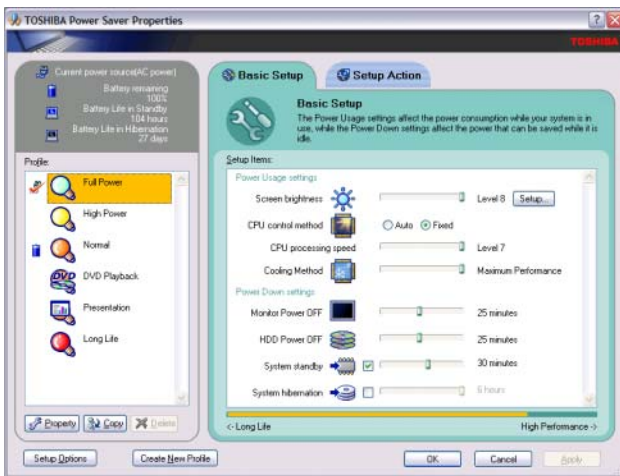 TOSHIBA Power Saver Properties
TOSHIBA
Current power source(AC power)
Battery remaining
100%
Battery Life in Standby
104 hours
Battery Life in Hibernation
27 days
Profile:
Full Power
High Power
Normal
DVD Playback
Presentation
Long Life
Property
Copy
Delete
Basic Setup
Setup Action
Basic Setup
The Power Usage settings affect the power consumption while your system is in
use, while the Power Down settings affect the power that can be saved while it is
idle.
Setup Items:
Power Usage settings
Screen brightness Level 8 Setup...
CPU control method Auto Fixed
CPU processing speed Level 7
Cooling Method Maximum Performance
Power Down settings
Monitor Power OFF 25 minutes
HDD Power OFF 25 minutes
System standby 30 minutes
System hibernation 6 hours
<- Long Life High Performance ->
Setup Options
Create New Profile
OK
Cancel
Apply